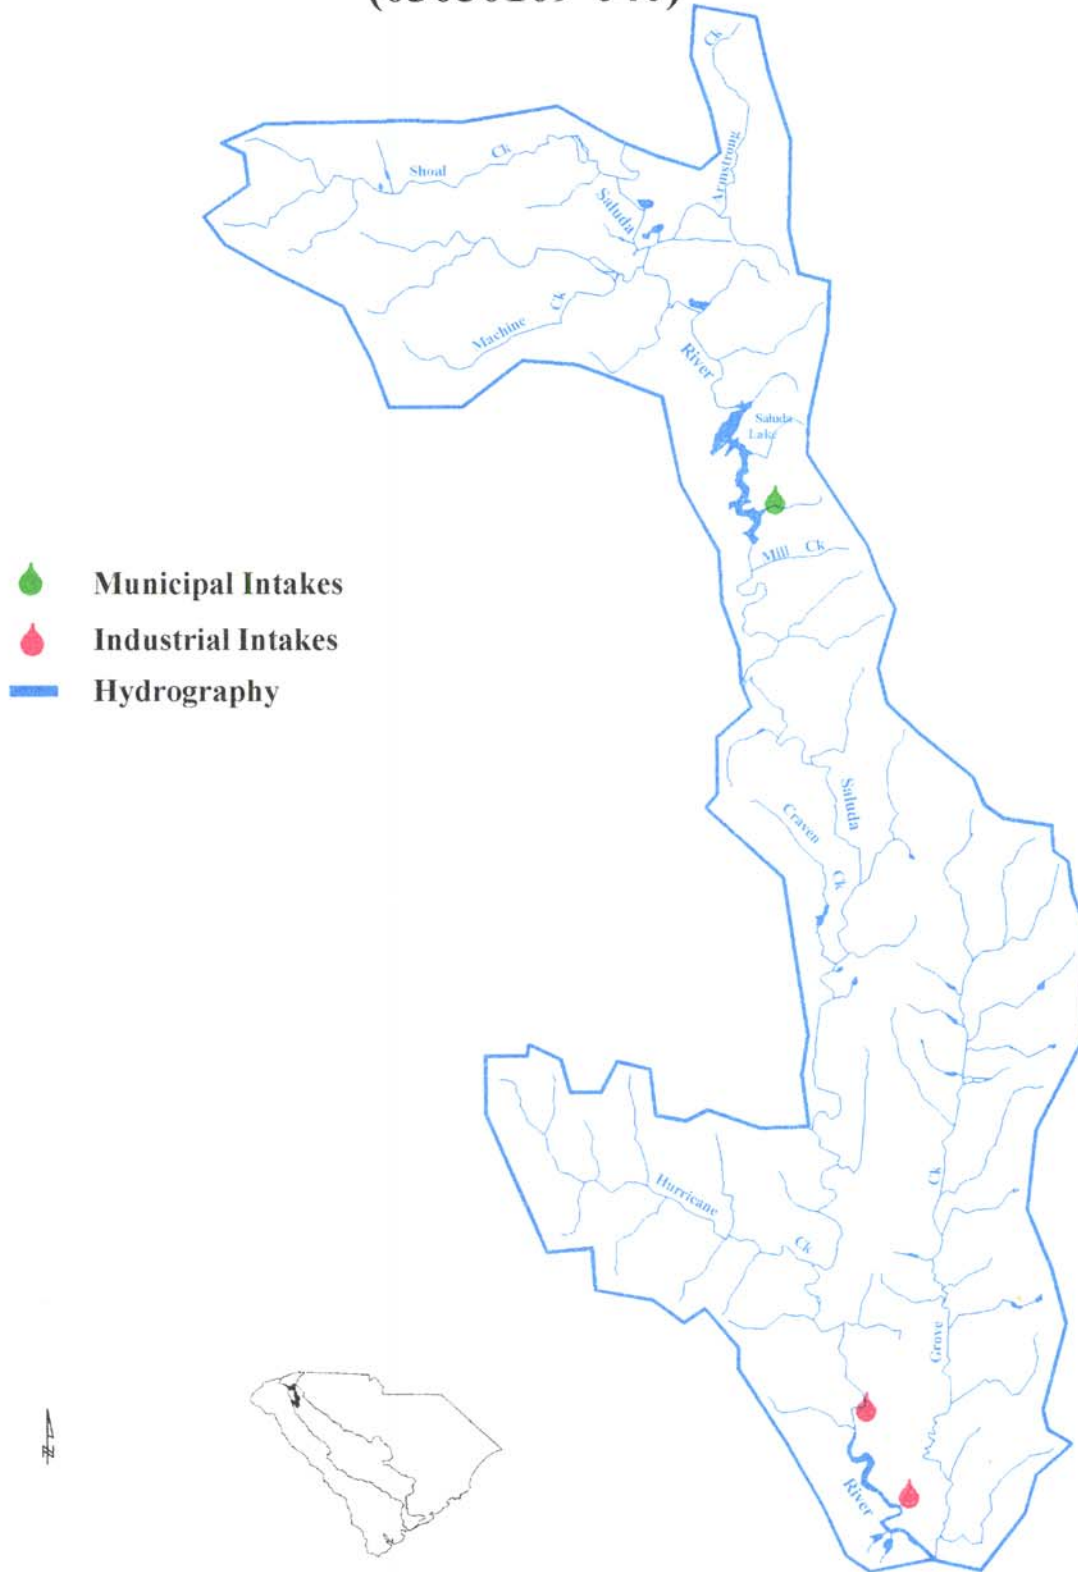 Ck
Armstrong
Shoal Ck
Saluda
Machine Ck
River
Saluda
Lake
Mill Ck
Municipal Intakes
Industrial Intakes
Hydrography
Saluda
Craven
Ck
Hurricane
Ck
Ck
Grove
River
N